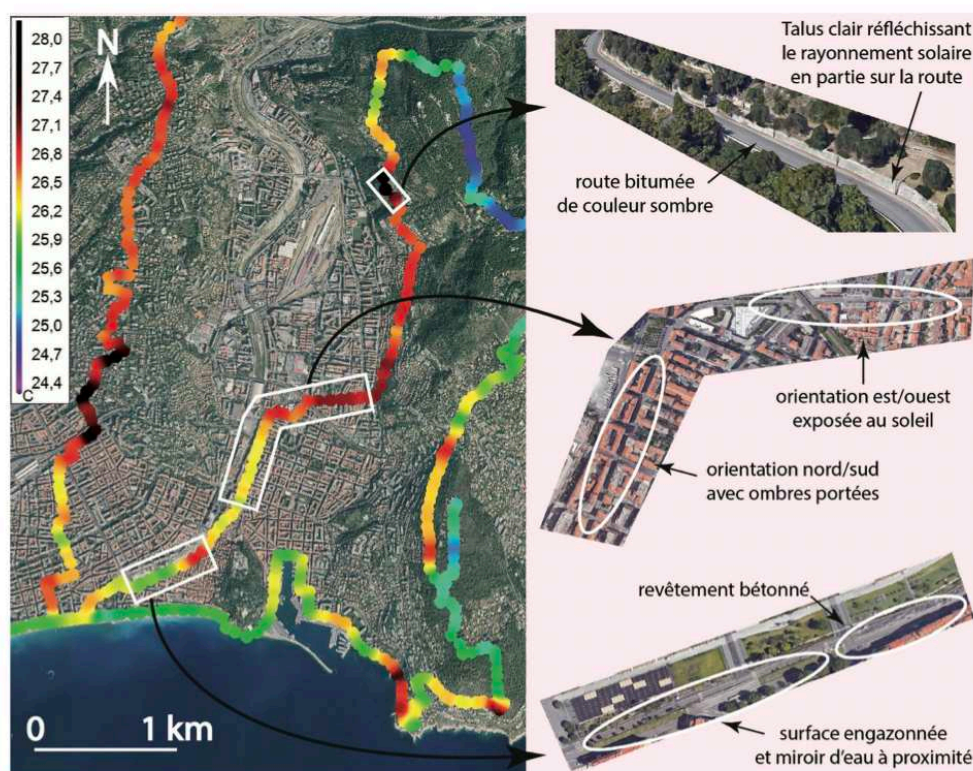 28,0
27,7
27,4
27,1
26,8
26,5
25,9
25,6
25,3
25,0
24,7
24,4
°C
N
0 1 km
Talus clair réfléchissant
le rayonnement solaire
en partie sur la route
route bitumée
de couleur sombre
orientation est/ouest
exposée au soleil
orientation nord/sud
avec ombres portées
revêtement bétonné
surface engazonnée
et miroir d'eau à proximité